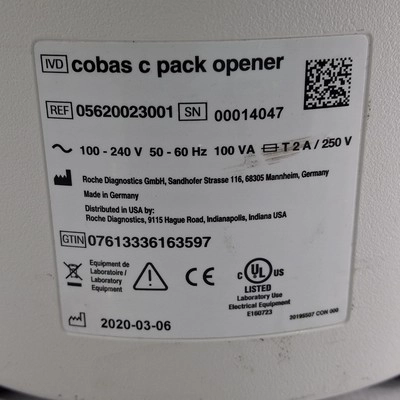 IVD cobas c pack opener
REF 05620023001 SN 00014047
100 - 240 V 50 - 60 Hz 100 VA T 2 A / 250 V
Roche Diagnostics GmbH, Sandhofer Strasse 116, 68305 Mannheim, Germany
Made in Germany
Distributed in USA by:
Roche Diagnostics, 9115 Hague Road, Indianapolis, Indiana USA
GTIN 07613336163597
Equipment de
Laboratoire /
Laboratory
Equipment
CE
c UL US
LISTED
Laboratory Use
Electrical Equipment
E160723
2020-03-06